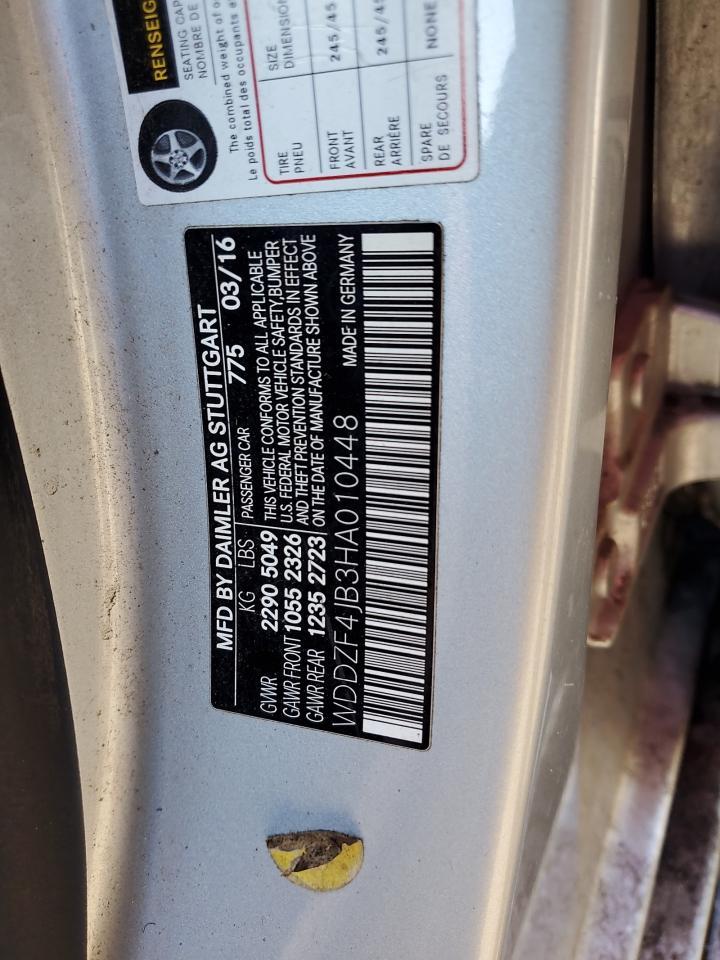 RENSEIG
SEATING CAP
NOMBRE DE
The combined weight of o
Le poids total des occupants e
TIRE SIZE
PNEU DIMENSION
FRONT 245/45
AVANT
REAR 245/45
ARRIÈRE
SPARE NONE
DE SECOURS
MFD BY DAIMLER AG STUTTGART
KG LBS PASSENGER CAR 775 03/16
GVWR 2290 5049 THIS VEHICLE CONFORMS TO ALL APPLICABLE
GAWR FRONT 1055 2326 U.S. FEDERAL MOTOR VEHICLE SAFETY,BUMPER
GAWR REAR 1235 2723 AND THEFT PREVENTION STANDARDS IN EFFECT
ON THE DATE OF MANUFACTURE SHOWN ABOVE
WDDZF4JB3HA010448 MADE IN GERMANY